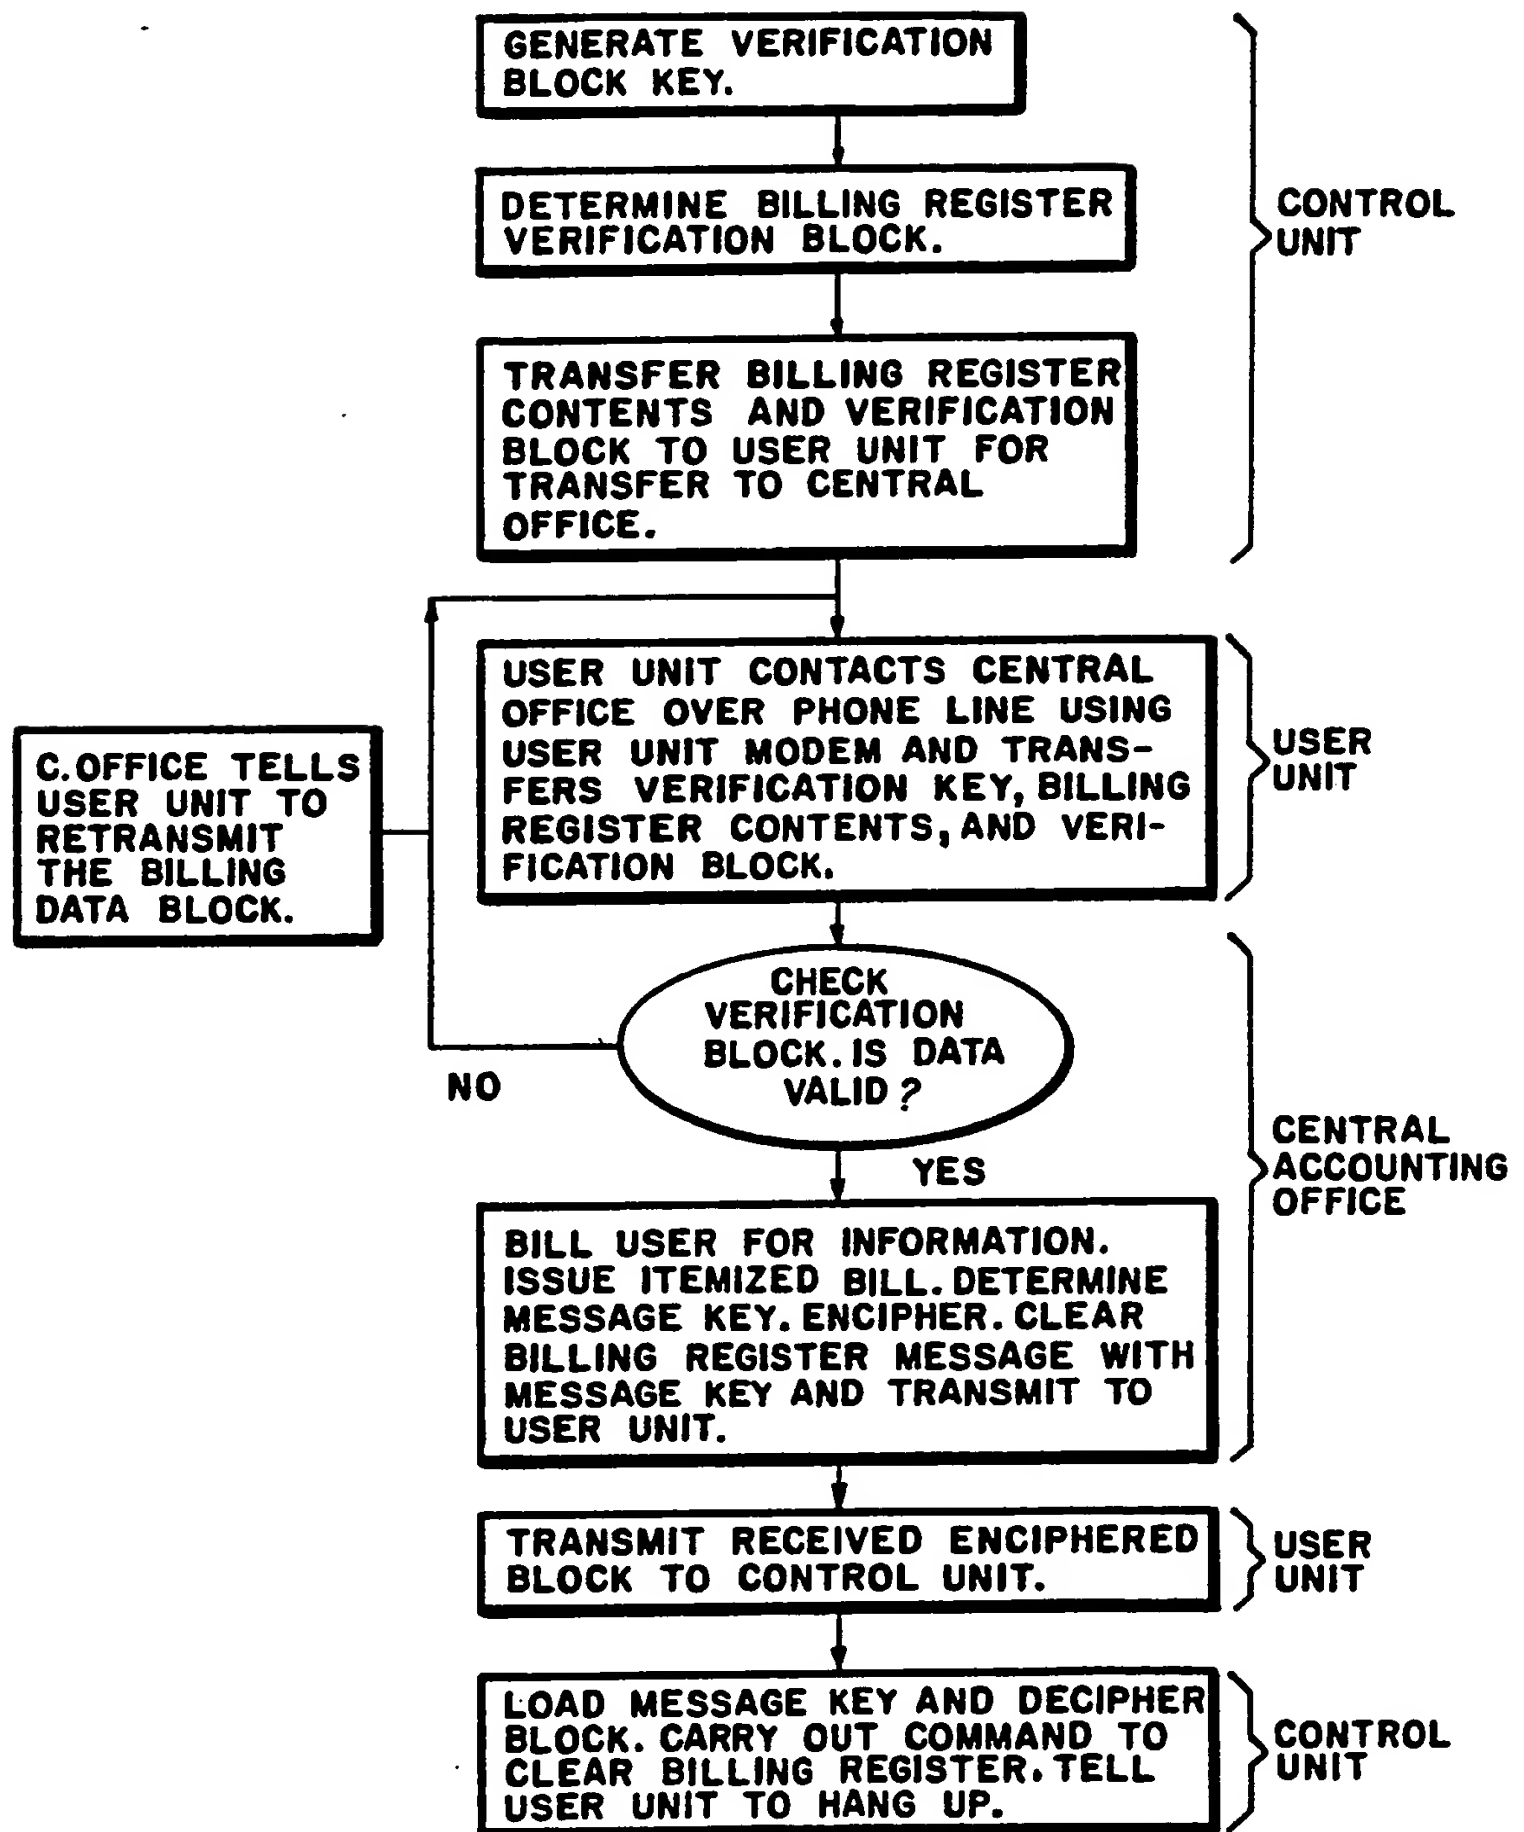 GENERATE VERIFICATION
BLOCK KEY.
DETERMINE BILLING REGISTER
VERIFICATION BLOCK.
TRANSFER BILLING REGISTER
CONTENTS AND VERIFICATION
BLOCK TO USER UNIT FOR
TRANSFER TO CENTRAL
OFFICE.
CONTROL
UNIT
USER UNIT CONTACTS CENTRAL
OFFICE OVER PHONE LINE USING
USER UNIT MODEM AND TRANS-
FERS VERIFICATION KEY, BILLING
REGISTER CONTENTS, AND VERI-
FICATION BLOCK.
USER
UNIT
C.OFFICE TELLS
USER UNIT TO
RETRANSMIT
THE BILLING
DATA BLOCK.
CHECK
VERIFICATION
BLOCK. IS DATA
VALID?
NO
YES
BILL USER FOR INFORMATION.
ISSUE ITEMIZED BILL. DETERMINE
MESSAGE KEY. ENCIPHER. CLEAR
BILLING REGISTER MESSAGE WITH
MESSAGE KEY AND TRANSMIT TO
USER UNIT.
CENTRAL
ACCOUNTING
OFFICE
TRANSMIT RECEIVED ENCIPHERED
BLOCK TO CONTROL UNIT.
USER
UNIT
LOAD MESSAGE KEY AND DECIPHER
BLOCK. CARRY OUT COMMAND TO
CLEAR BILLING REGISTER. TELL
USER UNIT TO HANG UP.
CONTROL
UNIT